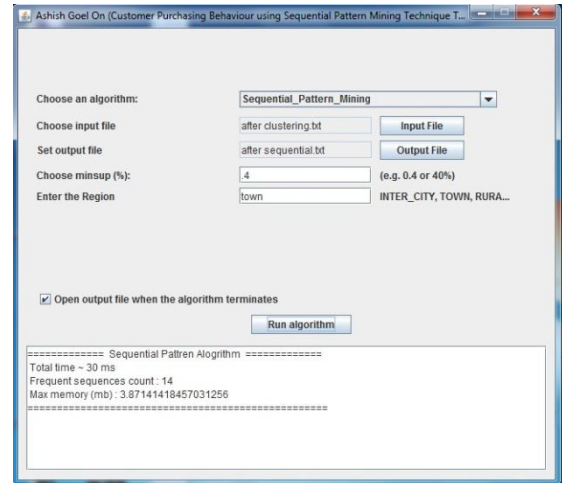 Ashish Goel On (Customer Purchasing Behaviour using Sequential Pattern Mining Technique T...
Choose an algorithm: Sequential_Pattern_Mining
Choose input file after clustering.txt Input File
Set output file after sequential.txt Output File
Choose minsup (%): .4 (e.g. 0.4 or 40%)
Enter the Region town INTER_CITY, TOWN, RURA...
Open output file when the algorithm terminates
Run algorithm
============= Sequential Pattren Alogrithm =============
Total time ~ 30 ms
Frequent sequences count : 14
Max memory (mb) : 3.87141418457031256
===================================================